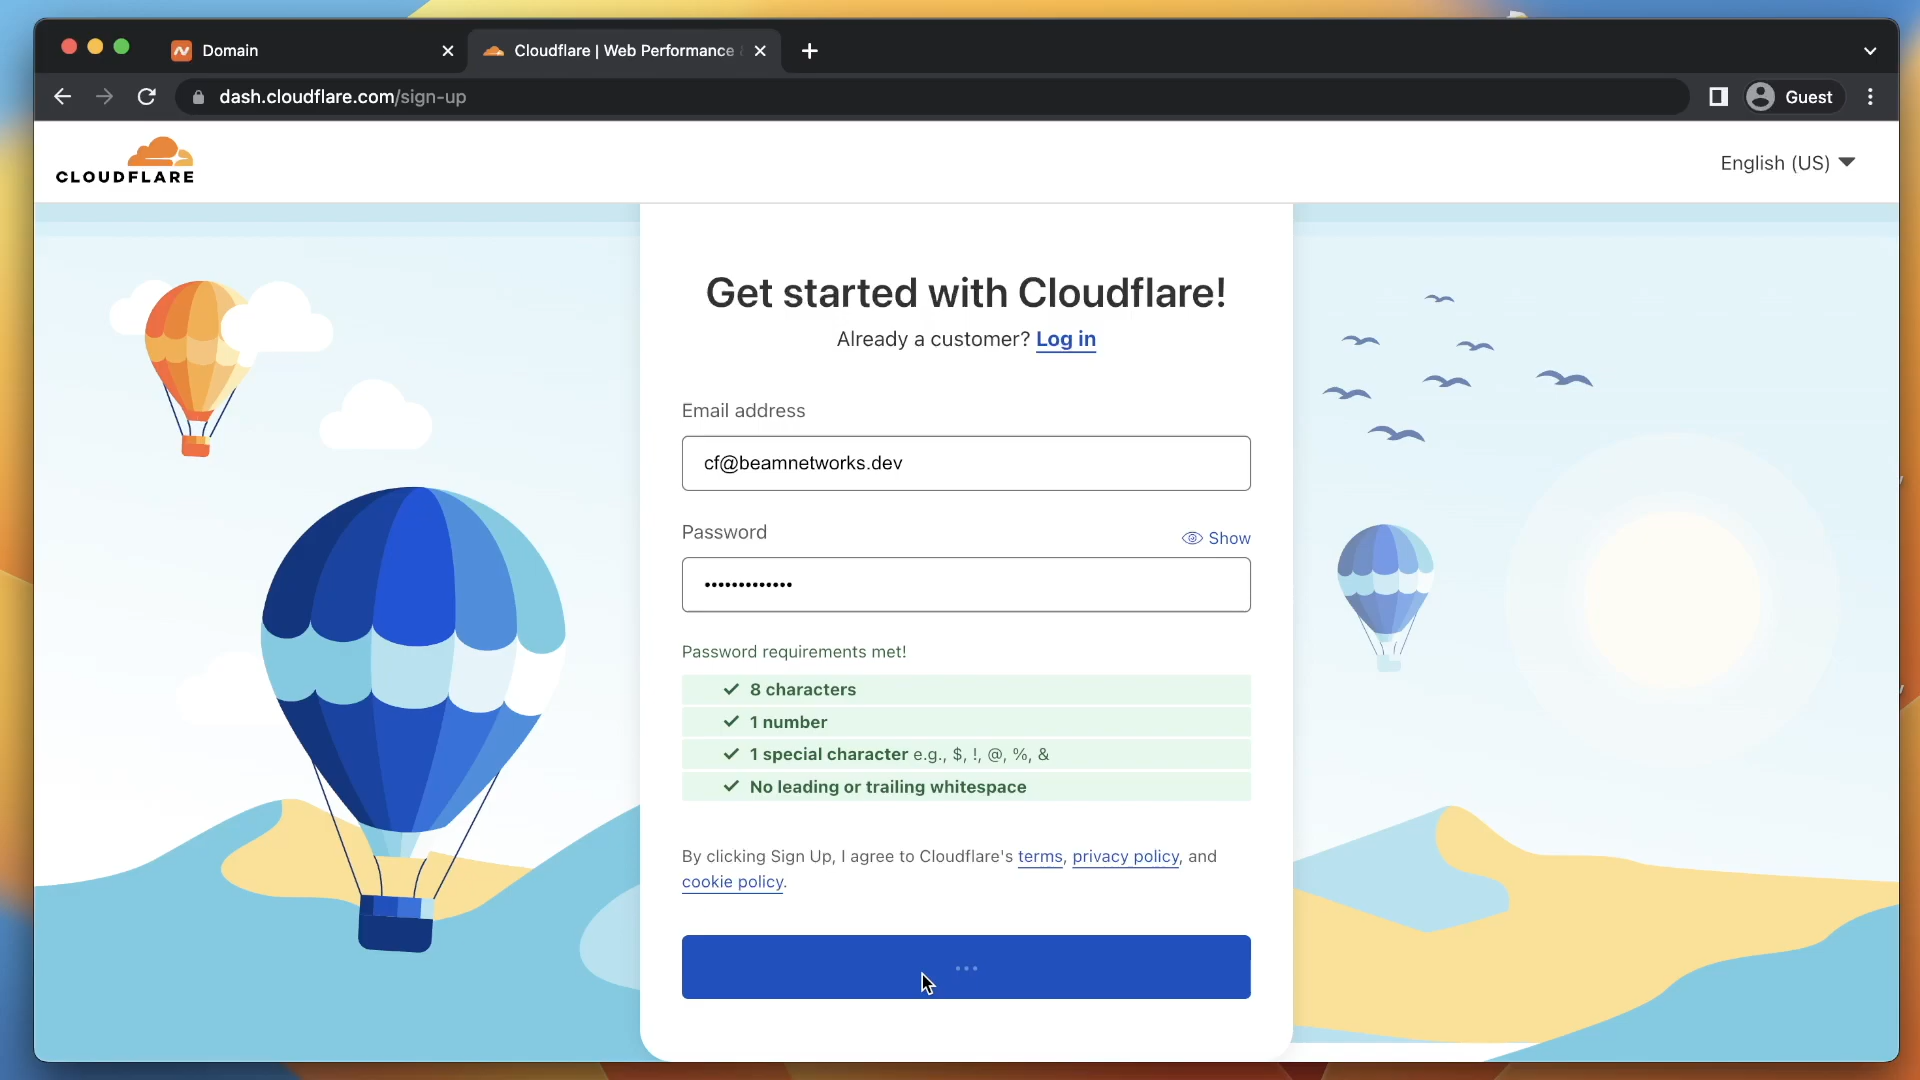 Domain
Cloudflare | Web Performance
dash.cloudflare.com/sign-up
Guest
CLOUDFLARE
English (US)
Get started with Cloudflare!
Already a customer? Log in
Email address
cf@beamnetworks.dev
Password
Show
•••••••••••••
Password requirements met!
✓ 8 characters
✓ 1 number
✓ 1 special character e.g., $, !, @, %, &
✓ No leading or trailing whitespace
By clicking Sign Up, I agree to Cloudflare's terms, privacy policy, and
cookie policy.
...